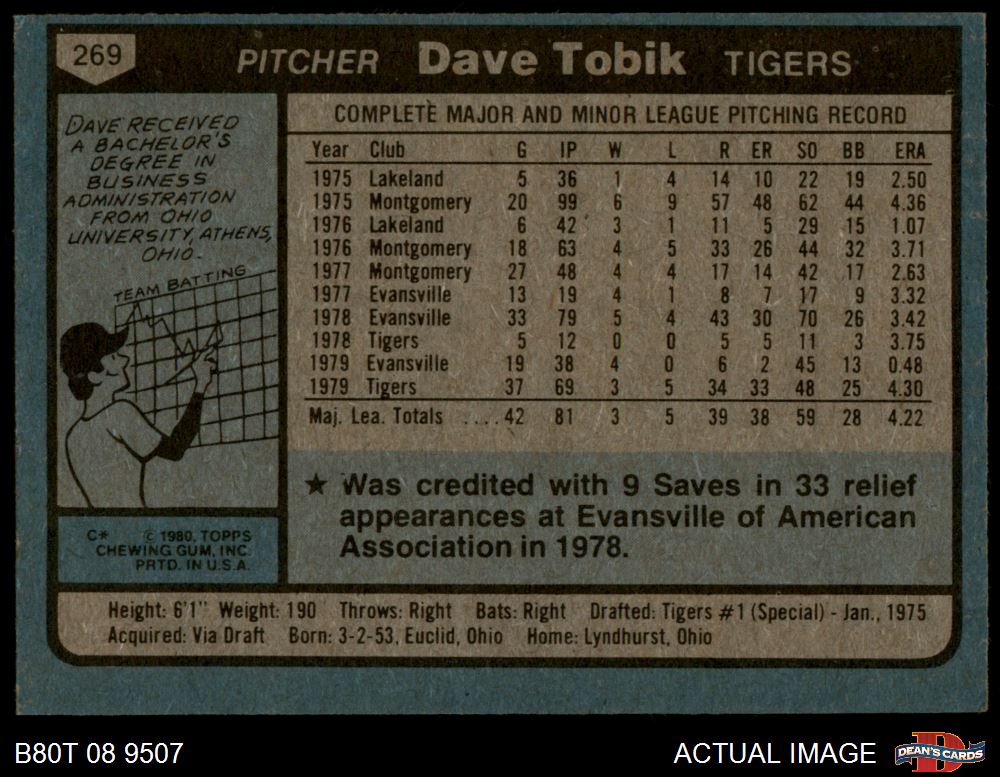 269
PITCHER Dave Tobik TIGERS
DAVE RECEIVED
A BACHELOR'S
DEGREE IN
BUSINESS
ADMINISTRATION
FROM OHIO
UNIVERSITY, ATHENS,
OHIO.
TEAM BATTING
C* © 1980, TOPPS
CHEWING GUM, INC.
PRTD. IN U.S.A.
COMPLETE MAJOR AND MINOR LEAGUE PITCHING RECORD
Year Club G IP W L R ER SO BB ERA
1975 Lakeland 5 36 1 4 14 10 22 19 2.50
1975 Montgomery 20 99 6 9 57 48 62 44 4.36
1976 Lakeland 6 42 3 1 11 5 29 15 1.07
1976 Montgomery 18 63 4 5 33 26 44 32 3.71
1977 Montgomery 27 48 4 4 17 14 42 17 2.63
1977 Evansville 13 19 4 1 8 7 17 9 3.32
1978 Evansville 33 79 5 4 43 30 70 26 3.42
1978 Tigers 5 12 0 0 5 5 11 3 3.75
1979 Evansville 19 38 4 0 6 2 45 13 0.48
1979 Tigers 37 69 3 5 34 33 48 25 4.30
Maj. Lea. Totals ....42 81 3 5 39 38 59 28 4.22
★ Was credited with 9 Saves in 33 relief
appearances at Evansville of American
Association in 1978.
Height: 6'1" Weight: 190 Throws: Right Bats: Right Drafted: Tigers #1 (Special) - Jan., 1975
Acquired: Via Draft Born: 3-2-53, Euclid, Ohio Home: Lyndhurst, Ohio
B80T 08 9507
ACTUAL IMAGE
D
DEAN'S CARDS